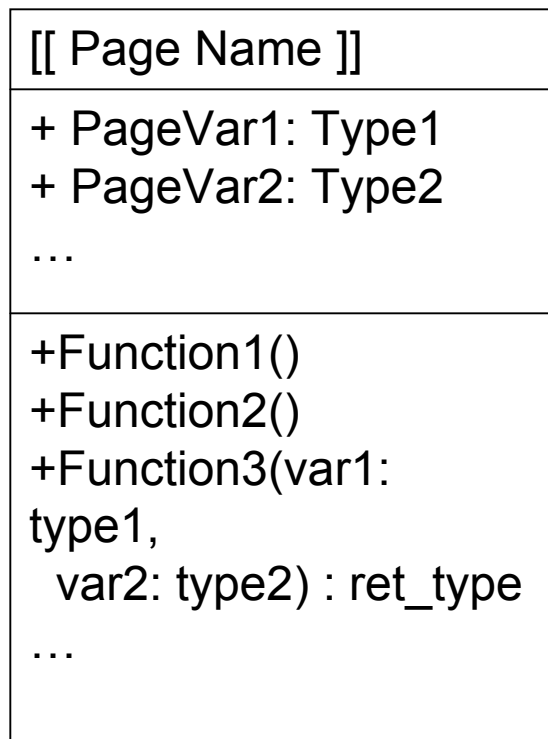 [[ Page Name ]]
+ PageVar1: Type1
+ PageVar2: Type2
…
+Function1()
+Function2()
+Function3(var1:
type1,
var2: type2) : ret_type
…